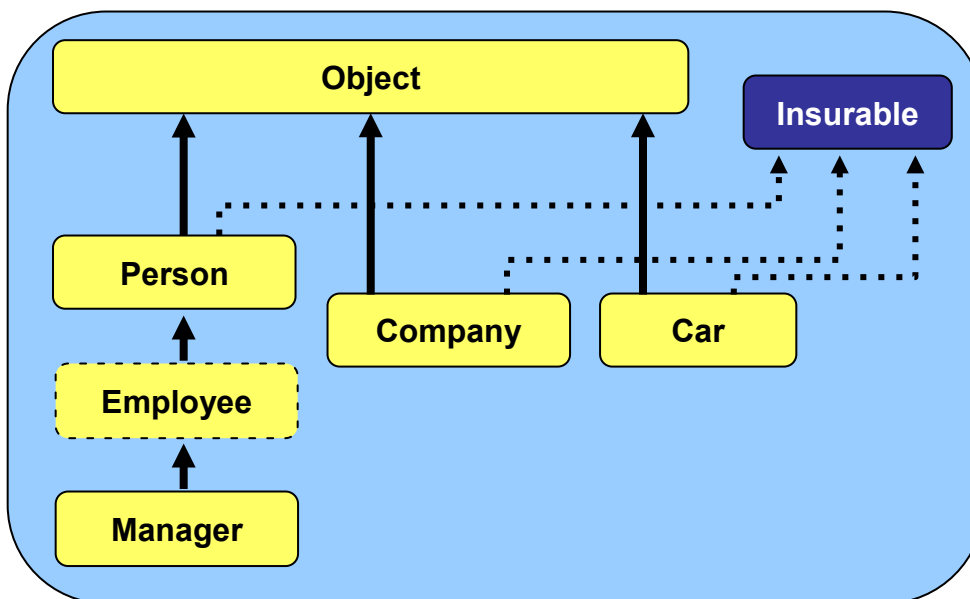 Object
Insurable
Person
Company
Car
Employee
Manager